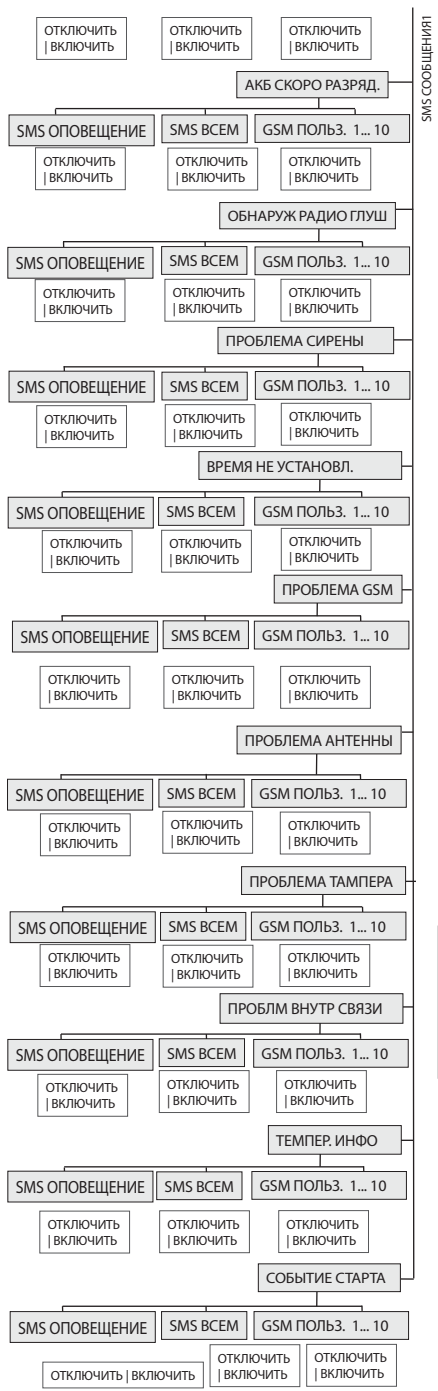 ОТКЛЮЧИТЬ
| ВКЛЮЧИТЬ
ОТКЛЮЧИТЬ
| ВКЛЮЧИТЬ
ОТКЛЮЧИТЬ
| ВКЛЮЧИТЬ
SMS СООБЩЕНИЯ1
АКБ СКОРО РАЗРЯД.
SMS ОПОВЕЩЕНИЕ
SMS ВСЕМ
GSM ПОЛЬЗ. 1... 10
ОТКЛЮЧИТЬ
| ВКЛЮЧИТЬ
ОТКЛЮЧИТЬ
| ВКЛЮЧИТЬ
ОТКЛЮЧИТЬ
| ВКЛЮЧИТЬ
ОБНАРУЖ РАДИО ГЛУШ
SMS ОПОВЕЩЕНИЕ
SMS ВСЕМ
GSM ПОЛЬЗ. 1... 10
ОТКЛЮЧИТЬ
| ВКЛЮЧИТЬ
ОТКЛЮЧИТЬ
| ВКЛЮЧИТЬ
ОТКЛЮЧИТЬ
| ВКЛЮЧИТЬ
ПРОБЛЕМА СИРЕНЫ
SMS ОПОВЕЩЕНИЕ
SMS ВСЕМ
GSM ПОЛЬЗ. 1... 10
ОТКЛЮЧИТЬ
| ВКЛЮЧИТЬ
ОТКЛЮЧИТЬ
| ВКЛЮЧИТЬ
ОТКЛЮЧИТЬ
| ВКЛЮЧИТЬ
ВРЕМЯ НЕ УСТАНОВЛ.
SMS ОПОВЕЩЕНИЕ
SMS ВСЕМ
GSM ПОЛЬЗ. 1... 10
ОТКЛЮЧИТЬ
| ВКЛЮЧИТЬ
ОТКЛЮЧИТЬ
| ВКЛЮЧИТЬ
ОТКЛЮЧИТЬ
| ВКЛЮЧИТЬ
ПРОБЛЕМА GSM
SMS ОПОВЕЩЕНИЕ
SMS ВСЕМ
GSM ПОЛЬЗ. 1... 10
ОТКЛЮЧИТЬ
| ВКЛЮЧИТЬ
ОТКЛЮЧИТЬ
| ВКЛЮЧИТЬ
ОТКЛЮЧИТЬ
| ВКЛЮЧИТЬ
ПРОБЛЕМА АНТЕННЫ
SMS ОПОВЕЩЕНИЕ
SMS ВСЕМ
GSM ПОЛЬЗ. 1... 10
ОТКЛЮЧИТЬ
| ВКЛЮЧИТЬ
ОТКЛЮЧИТЬ
| ВКЛЮЧИТЬ
ОТКЛЮЧИТЬ
| ВКЛЮЧИТЬ
ПРОБЛЕМА ТАМПЕРА
SMS ОПОВЕЩЕНИЕ
SMS ВСЕМ
GSM ПОЛЬЗ. 1... 10
ОТКЛЮЧИТЬ
| ВКЛЮЧИТЬ
ОТКЛЮЧИТЬ
| ВКЛЮЧИТЬ
ОТКЛЮЧИТЬ
| ВКЛЮЧИТЬ
ПРОБЛМ ВНУТР СВЯЗИ
SMS ОПОВЕЩЕНИЕ
SMS ВСЕМ
GSM ПОЛЬЗ. 1... 10
ОТКЛЮЧИТЬ
| ВКЛЮЧИТЬ
ОТКЛЮЧИТЬ
| ВКЛЮЧИТЬ
ОТКЛЮЧИТЬ
| ВКЛЮЧИТЬ
ТЕМПЕР. ИНФО
SMS ОПОВЕЩЕНИЕ
SMS ВСЕМ
GSM ПОЛЬЗ. 1... 10
ОТКЛЮЧИТЬ
| ВКЛЮЧИТЬ
ОТКЛЮЧИТЬ
| ВКЛЮЧИТЬ
ОТКЛЮЧИТЬ
| ВКЛЮЧИТЬ
СОБЫТИЕ СТАРТА
SMS ОПОВЕЩЕНИЕ
SMS ВСЕМ
GSM ПОЛЬЗ. 1... 10
ОТКЛЮЧИТЬ | ВКЛЮЧИТЬ
ОТКЛЮЧИТЬ
| ВКЛЮЧИТЬ
ОТКЛЮЧИТЬ
| ВКЛЮЧИТЬ